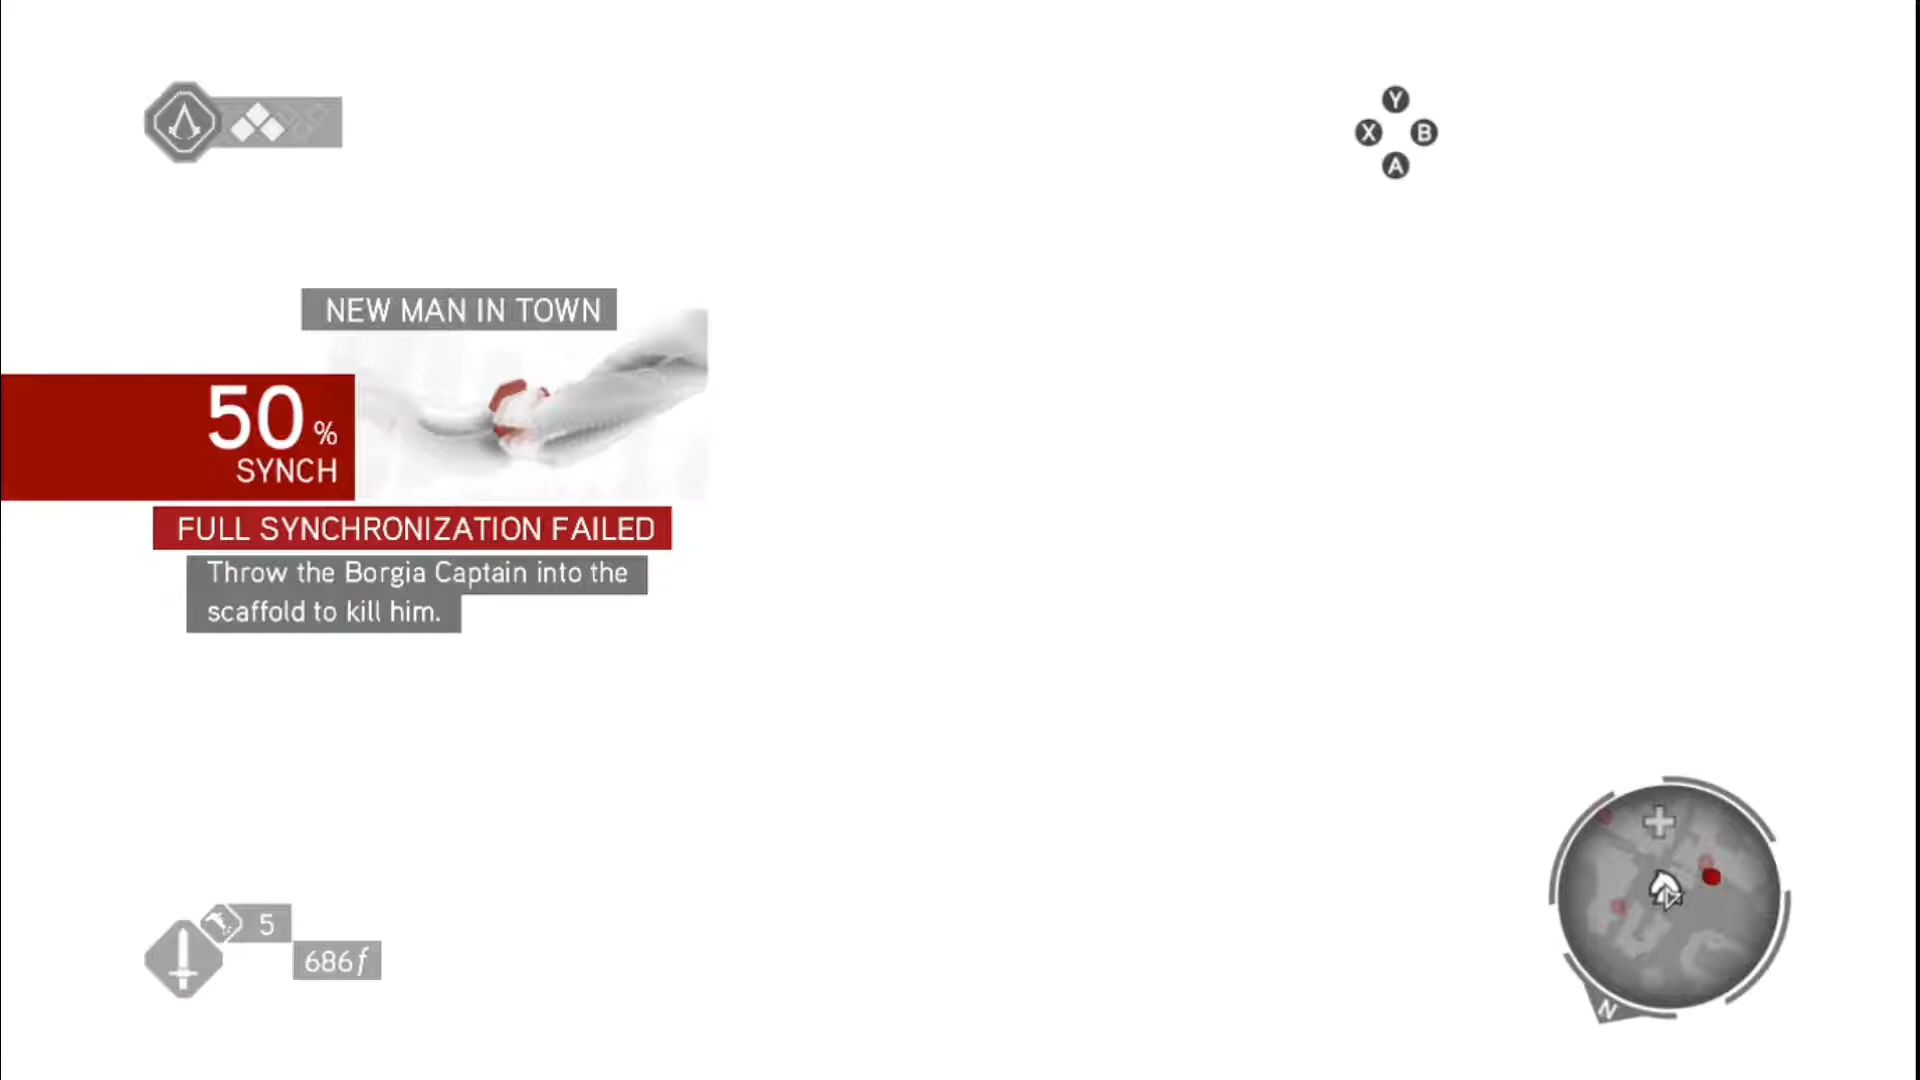 Y
X B
A
NEW MAN IN TOWN
50 %
SYNCH
FULL SYNCHRONIZATION FAILED
Throw the Borgia Captain into the
scaffold to kill him.
5
686ƒ
N